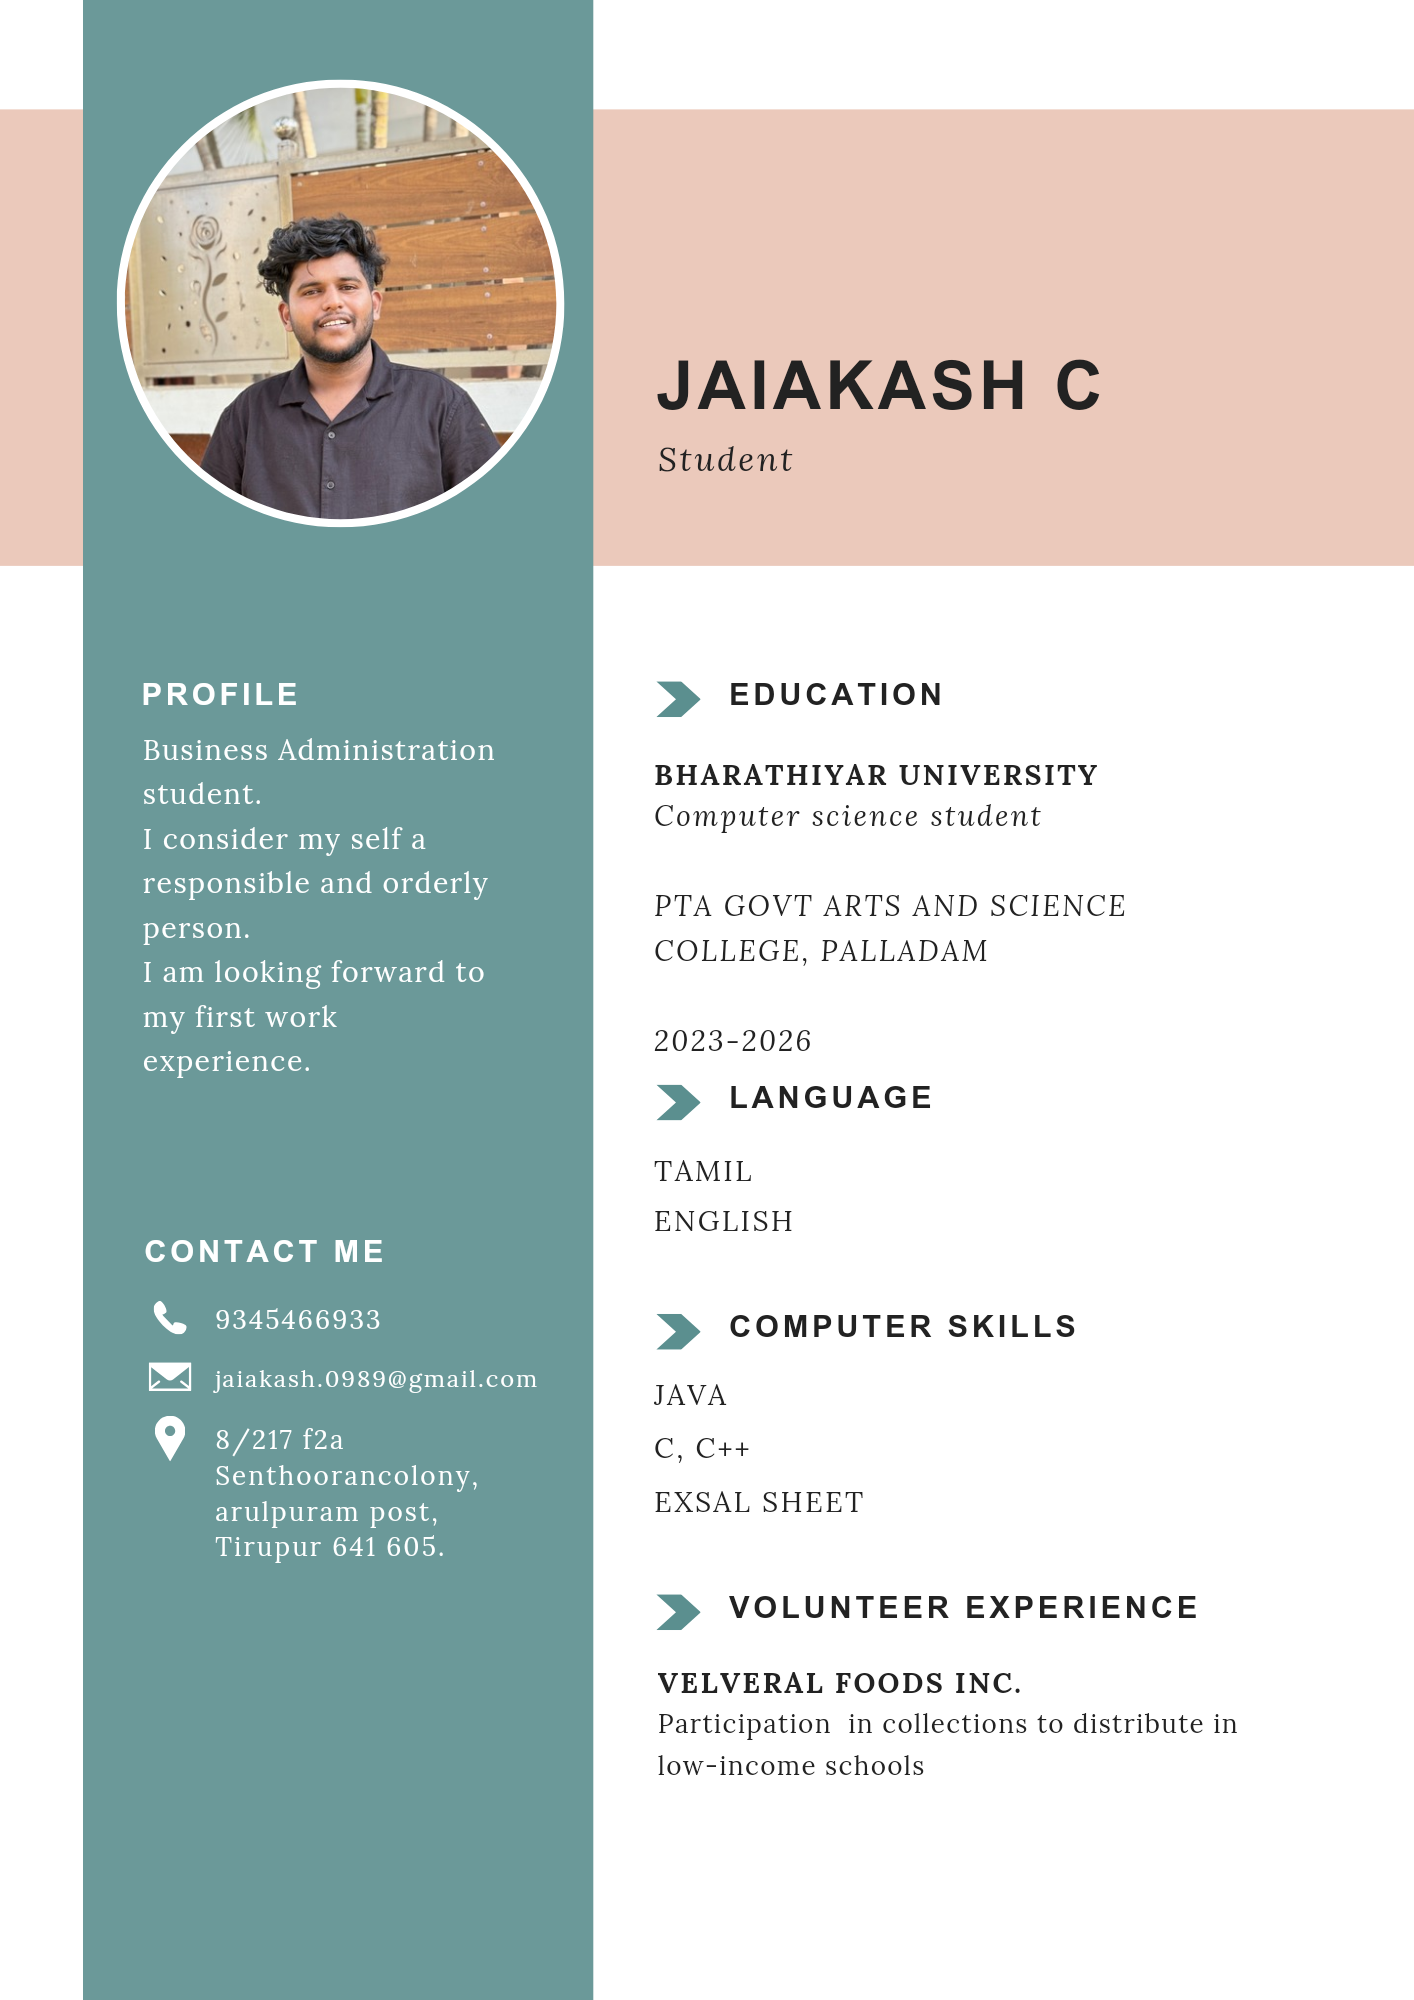 JAIAKASH C
Student
PROFILE
Business Administration
student.
I consider my self a
responsible and orderly
person.
I am looking forward to
my first work
experience.
CONTACT ME
9345466933
jaiakash.0989@gmail.com
8/217 f2a
Senthoorancolony,
arulpuram post,
Tirupur 641 605.
EDUCATION
BHARATHIYAR UNIVERSITY
Computer science student
PTA GOVT ARTS AND SCIENCE
COLLEGE, PALLADAM
2023-2026
LANGUAGE
TAMIL
ENGLISH
COMPUTER SKILLS
JAVA
C, C++
EXSAL SHEET
VOLUNTEER EXPERIENCE
VELVERAL FOODS INC.
Participation  in collections to distribute in
low-income schools